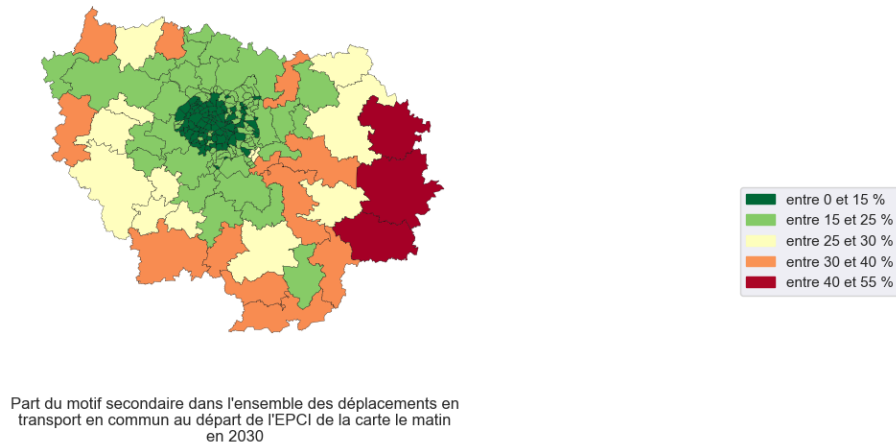 entre 0 et 15 %
entre 15 et 25 %
entre 25 et 30 %
entre 30 et 40 %
entre 40 et 55 %
Part du motif secondaire dans l'ensemble des déplacements en
transport en commun au départ de l'EPCI de la carte le matin
en 2030